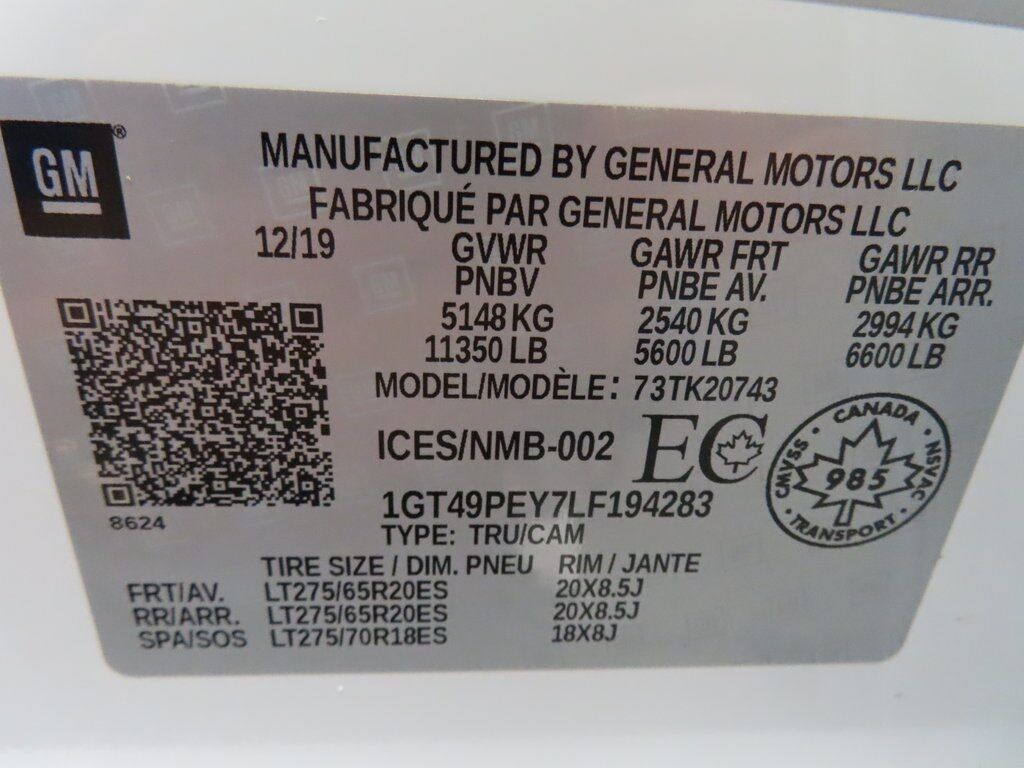 GM®
MANUFACTURED BY GENERAL MOTORS LLC
FABRIQUÉ PAR GENERAL MOTORS LLC
12/19 GVWR GAWR FRT GAWR RR
PNBV PNBE AV. PNBE ARR.
5148 KG 2540 KG 2994 KG
11350 LB 5600 LB 6600 LB
MODEL/MODÈLE: 73TK20743
ICES/NMB-002 EC
CANADA
CMVSS • NSVAC
985
TRANSPORT
1GT49PEY7LF194283
8624
TYPE: TRU/CAM
TIRE SIZE / DIM. PNEU RIM / JANTE
FRT/AV. LT275/65R20ES 20X8.5J
RR/ARR. LT275/65R20ES 20X8.5J
SPA/SOS LT275/70R18ES 18X8J